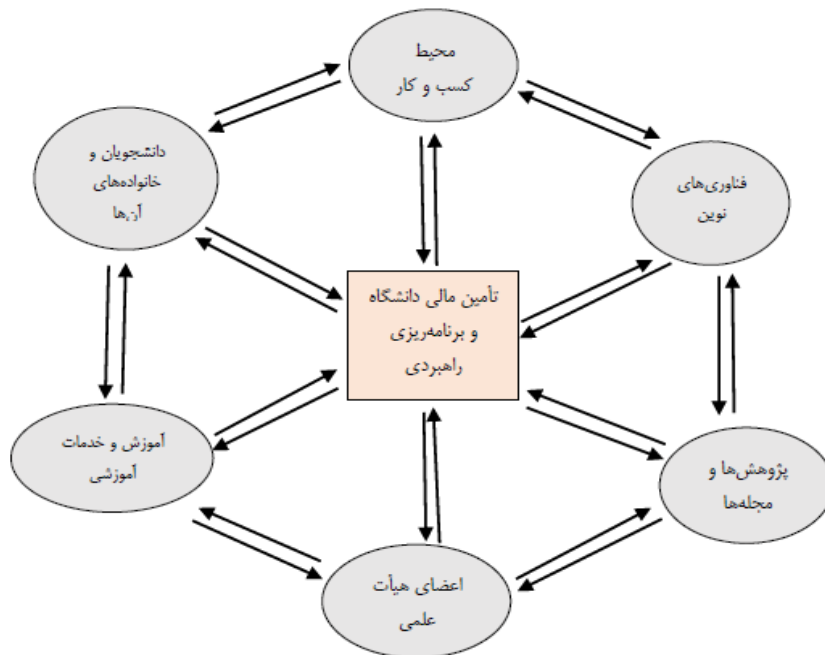 محیط
کسب و کار
دانشجویان و
خانواده‌های
آن‌ها
فناوری‌های
نوین
تأمین مالی دانشگاه
و برنامه‌ریزی
راهبردی
آموزش و خدمات
آموزشی
پژوهش‌ها و
مجله‌ها
اعضای هیأت
علمی